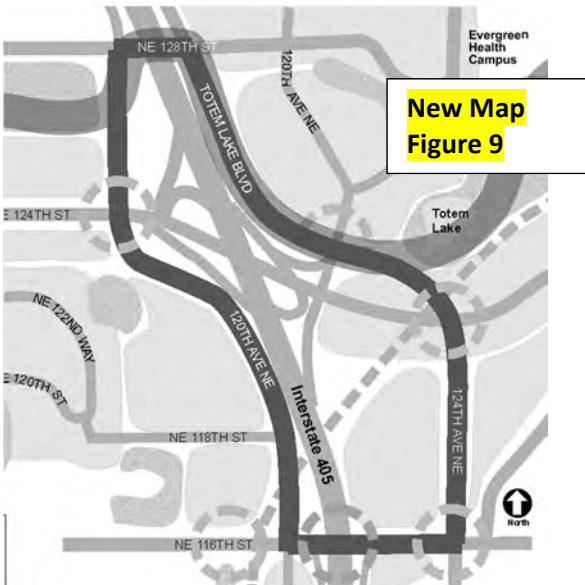 Evergreen
Health
Campus
NE 128TH ST
120TH AVE NE
New Map
Figure 9
TOTEM LAKE BLVD
Totem
Lake
E 124TH ST
NE 122ND WAY
120TH AVE NE
E 120TH ST
Interstate 405
124TH AVE NE
NE 118TH ST
North
NE 116TH ST